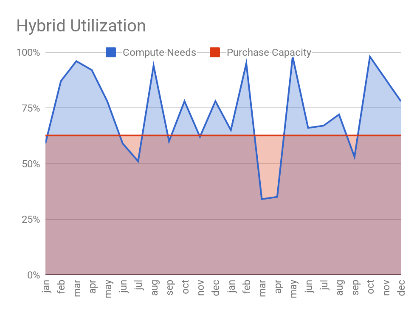 Hybrid Utilization
Compute Needs Purchase Capacity
100%
75%
50%
25%
0%
jan feb mar apr may jun jul aug sep oct nov dec jan feb mar apr may jun jul aug sep oct nov dec